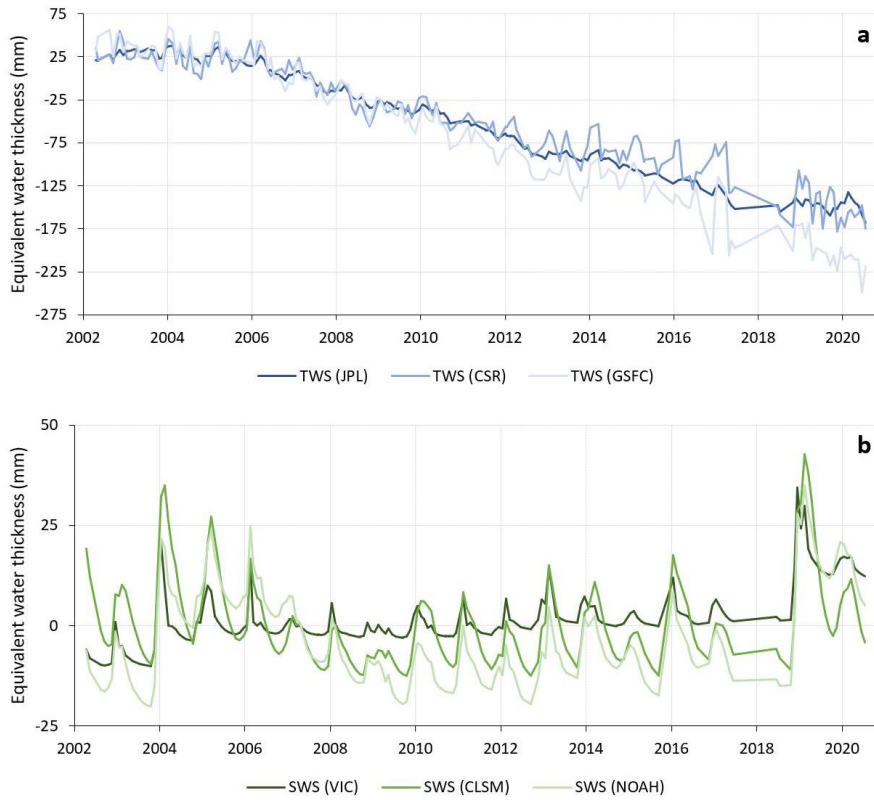 a
75
25
-25
-75
-125
-175
-225
-275
Equivalent water thickness (mm)
2002 2004 2006 2008 2010 2012 2014 2016 2018 2020
TWS (JPL) TWS (CSR) TWS (GSFC)
b
50
25
0
-25
Equivalent water thickness (mm)
2002 2004 2006 2008 2010 2012 2014 2016 2018 2020
SWS (VIC) SWS (CLSM) SWS (NOAH)